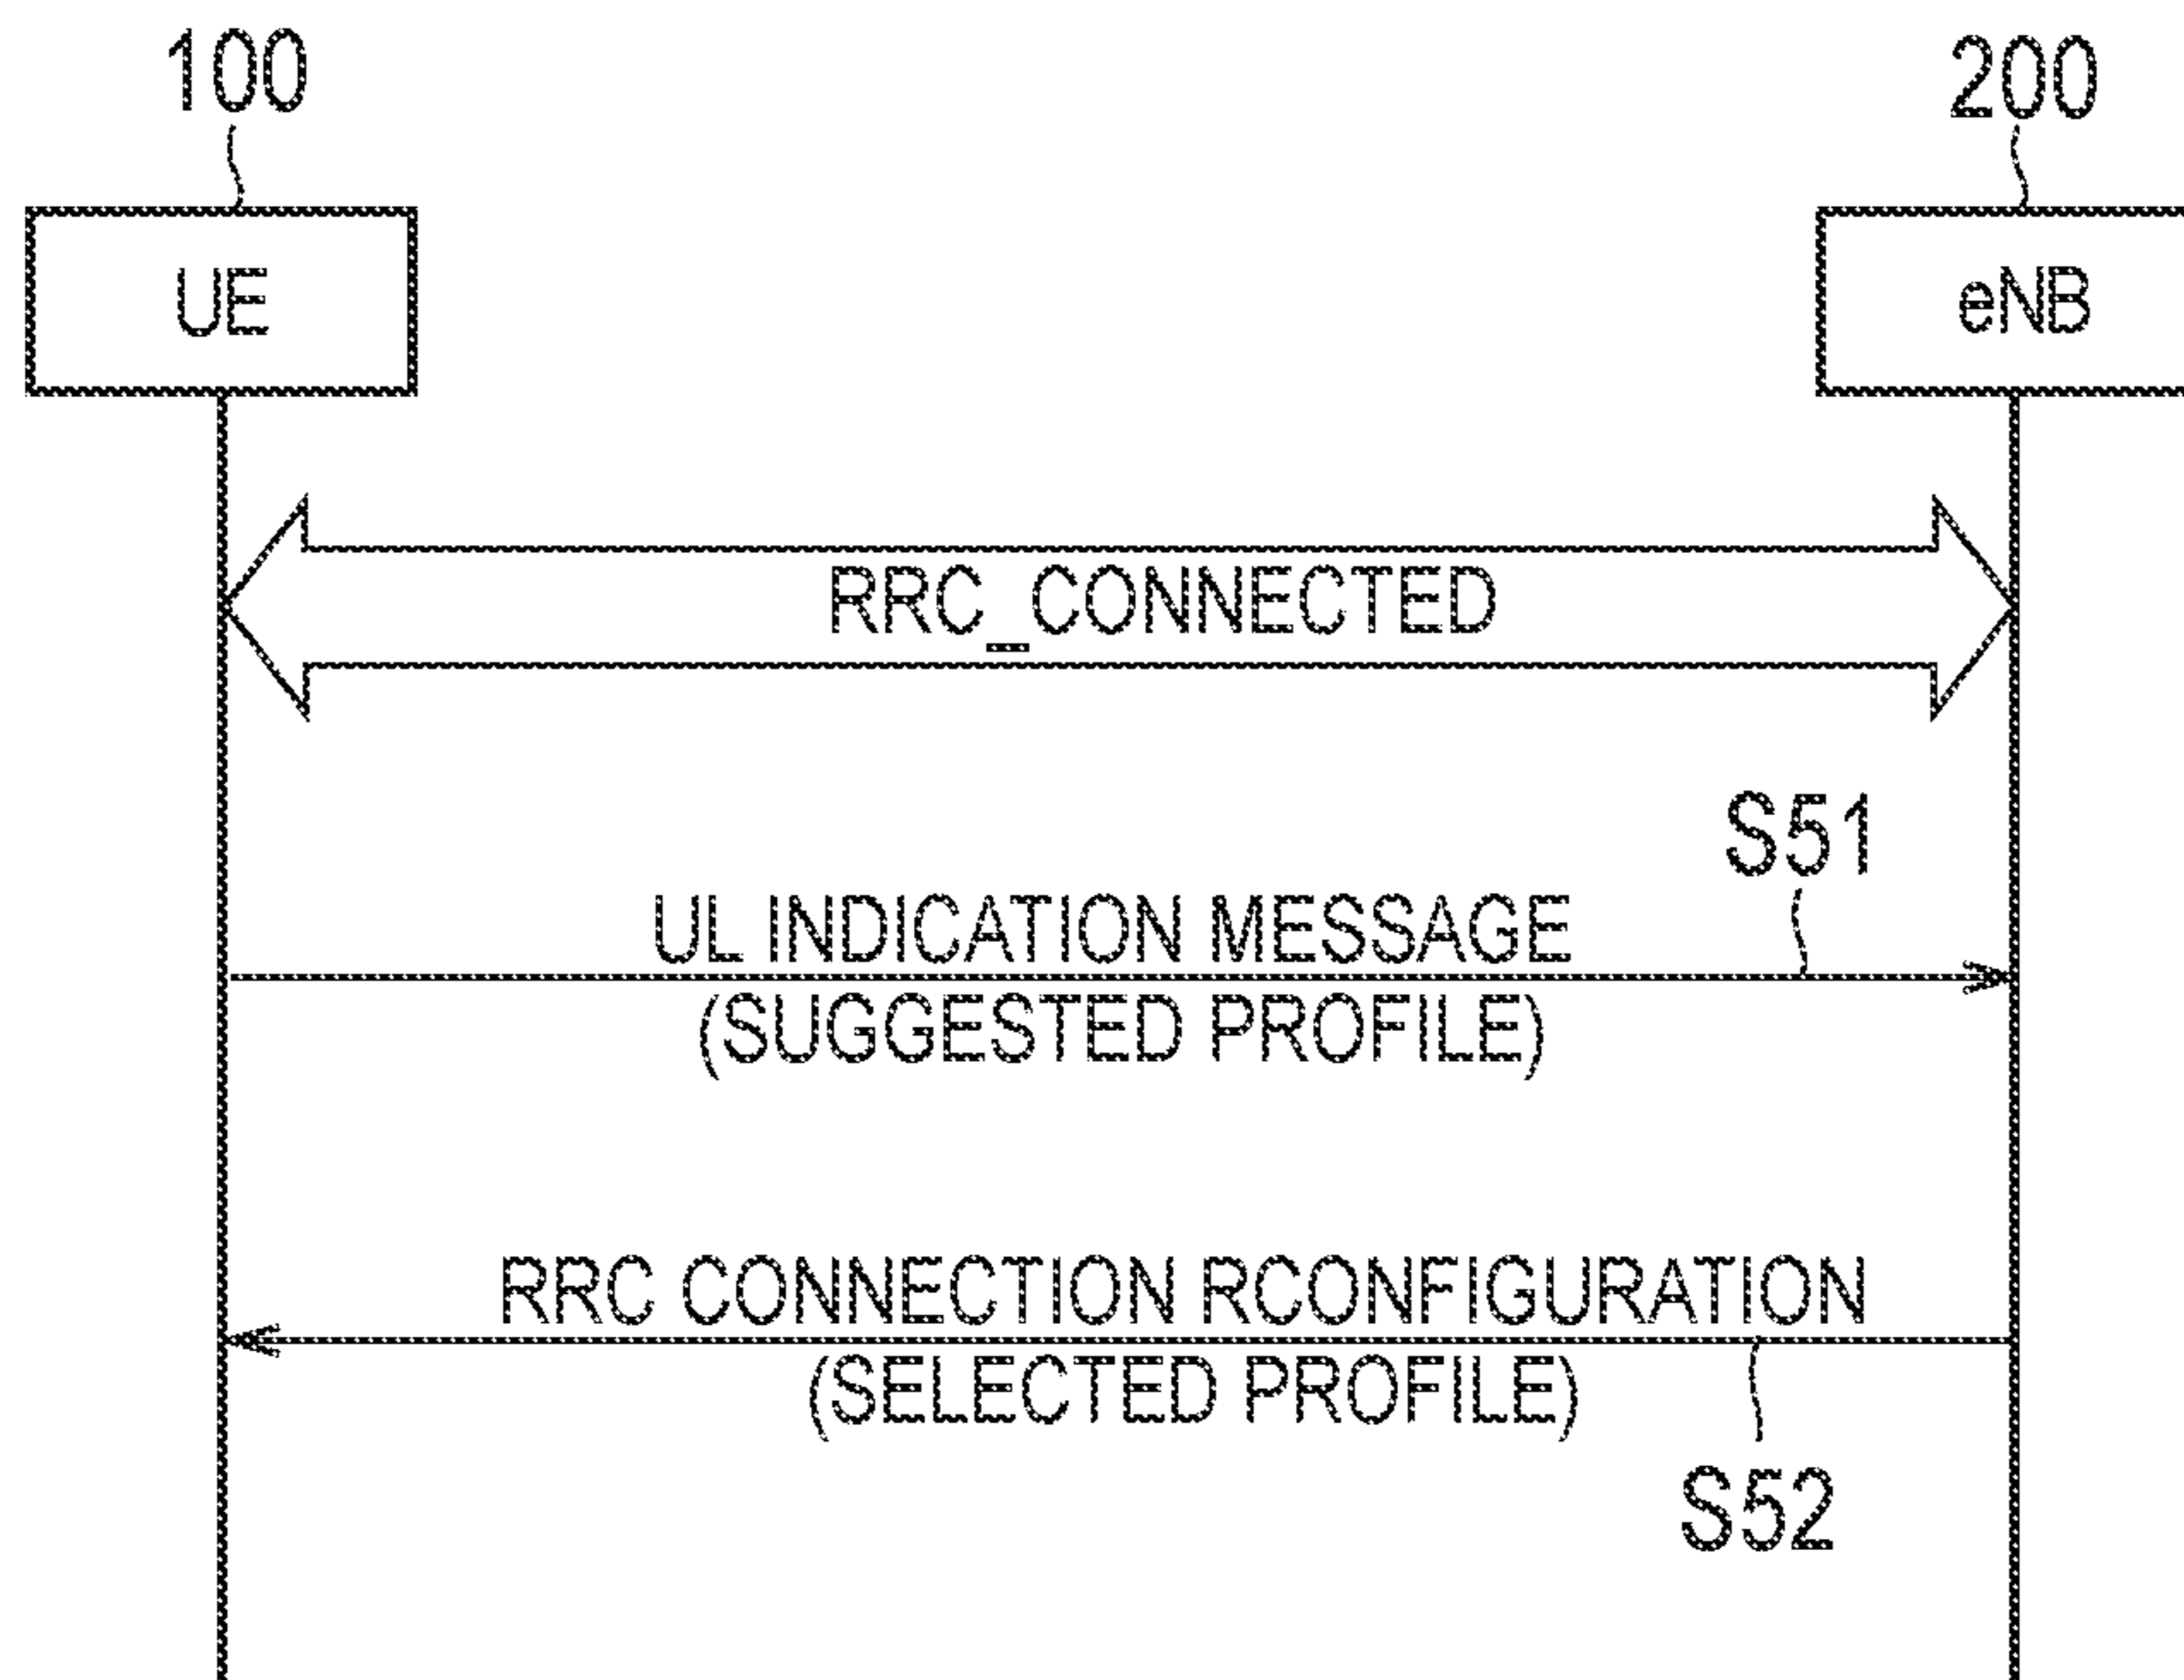 100
200
UE
eNB
RRC_CONNECTED
S51
UL INDICATION MESSAGE
(SUGGESTED PROFILE)
RRC CONNECTION RCONFIGURATION
(SELECTED PROFILE)
S52